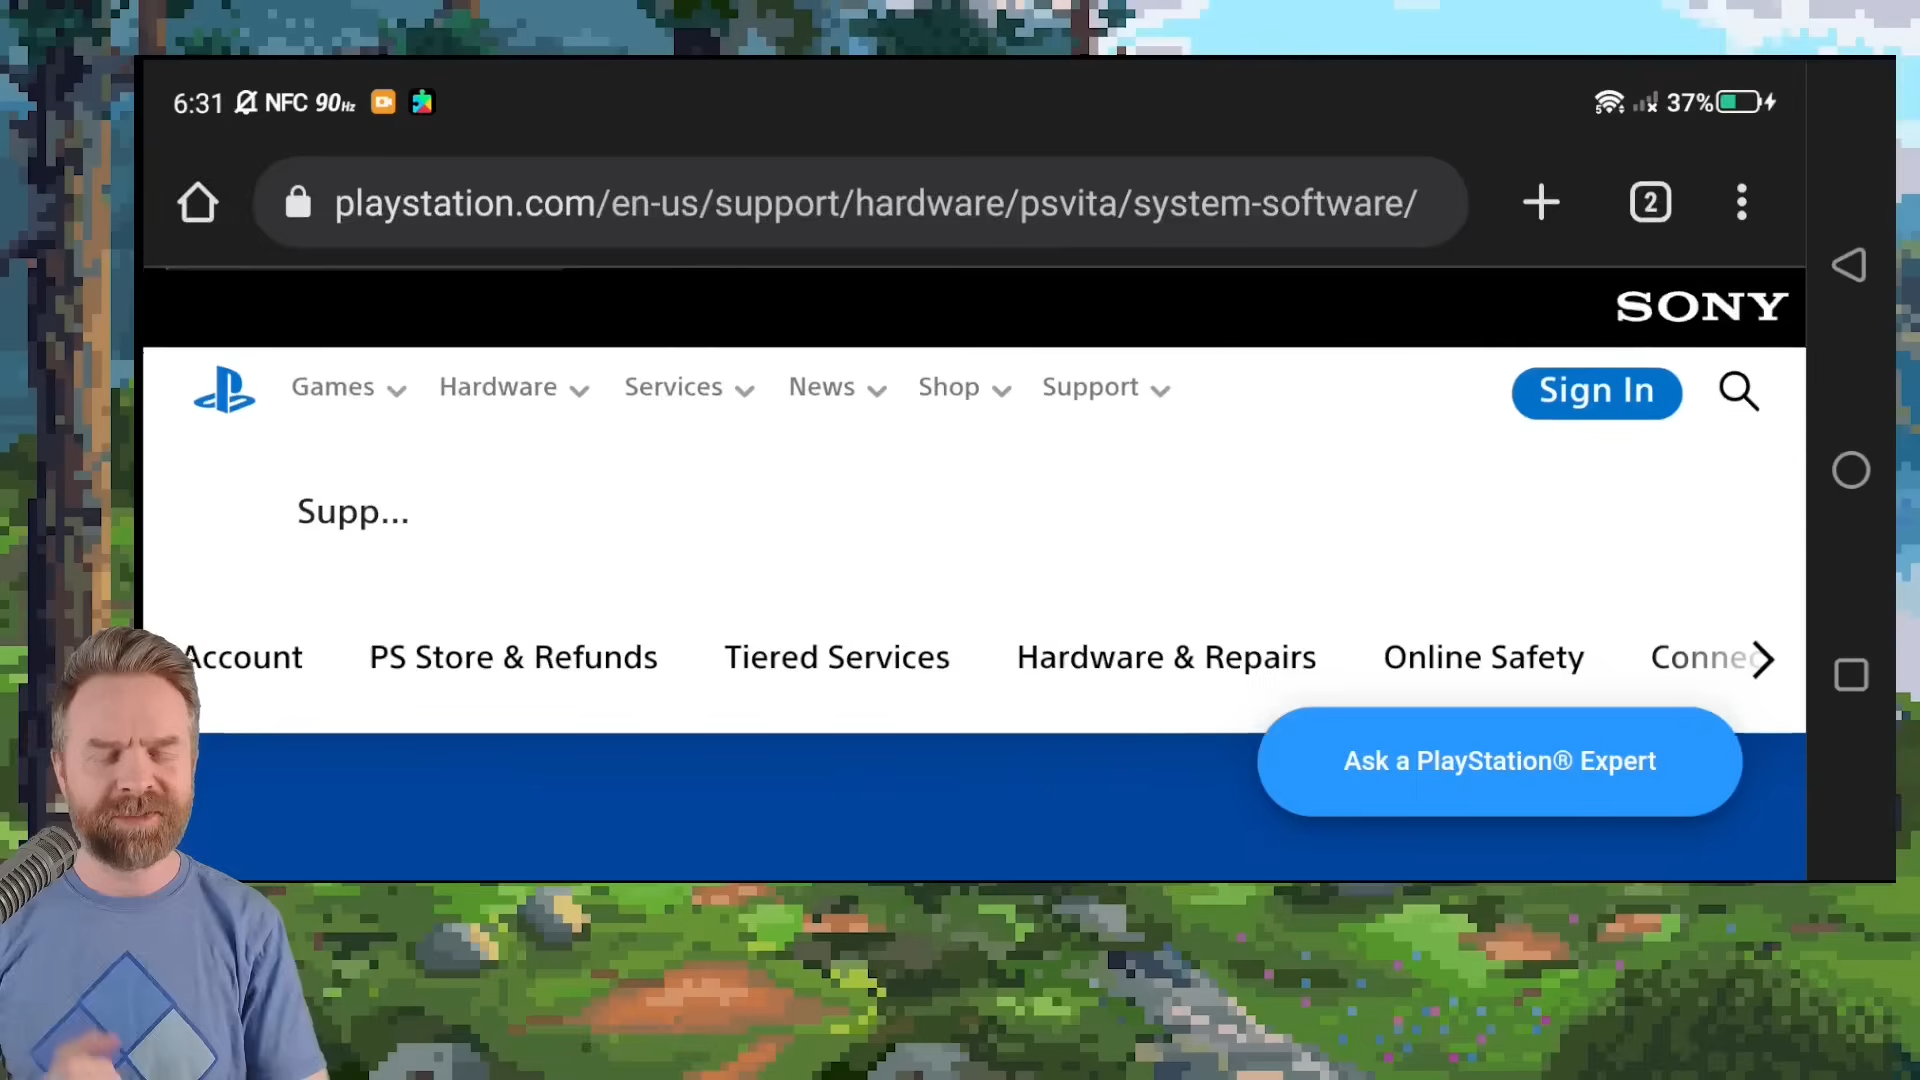 6:31 NFC 90Hz
37%
playstation.com/en-us/support/hardware/psvita/system-software/
2
SONY
Games Hardware Services News Shop Support
Sign In
Supp...
Account PS Store & Refunds Tiered Services Hardware & Repairs Online Safety Connec
Ask a PlayStation® Expert